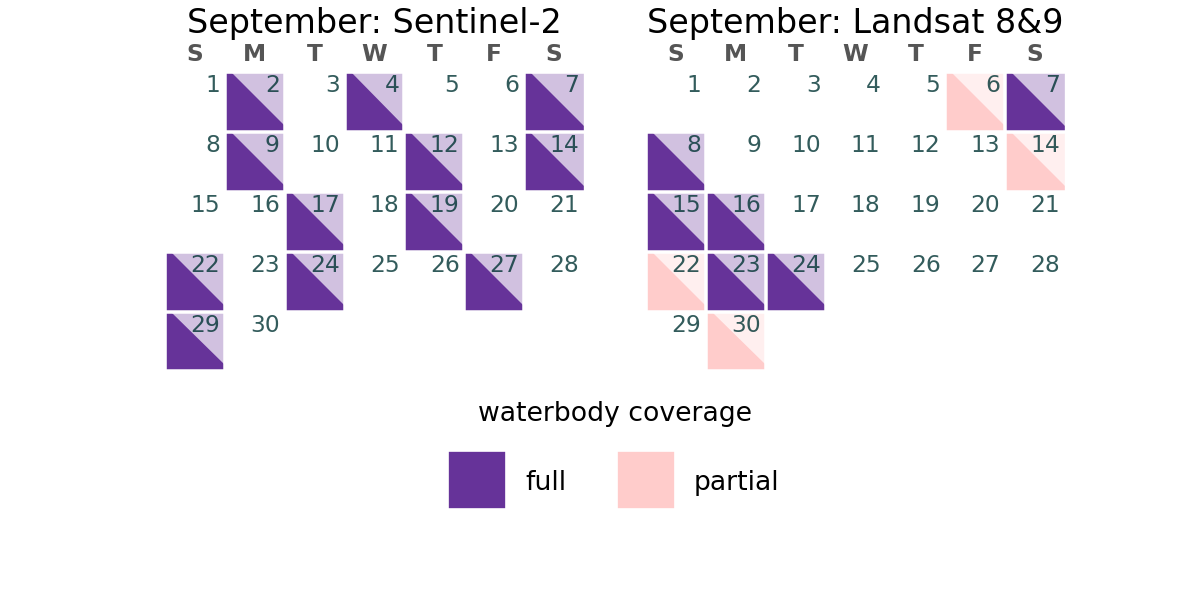 September: Sentinel-2
S M T W T F S
1 2 3 4 5 6 7
8 9 10 11 12 13 14
15 16 17 18 19 20 21
22 23 24 25 26 27 28
29 30
September: Landsat 8&9
S M T W T F S
1 2 3 4 5 6 7
8 9 10 11 12 13 14
15 16 17 18 19 20 21
22 23 24 25 26 27 28
29 30
waterbody coverage
full partial